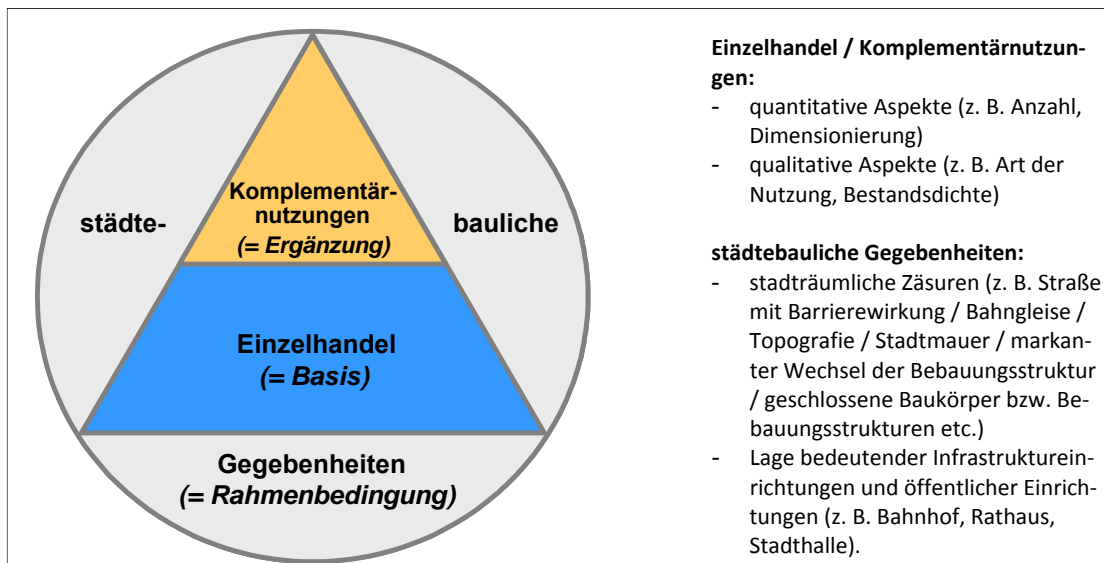 städte-
bauliche
Komplementär-
nutzungen
(= Ergänzung)
Einzelhandel
(= Basis)
Gegebenheiten
(= Rahmenbedingung)
Einzelhandel / Komplementärnutzun-
gen:
- quantitative Aspekte (z. B. Anzahl,
Dimensionierung)
- qualitative Aspekte (z. B. Art der
Nutzung, Bestandsdichte)
städtebauliche Gegebenheiten:
- stadträumliche Zäsuren (z. B. Straße
mit Barrierewirkung / Bahngleise /
Topografie / Stadtmauer / markan-
ter Wechsel der Bebauungsstruktur
/ geschlossene Baukörper bzw. Be-
bauungsstrukturen etc.)
- Lage bedeutender Infrastrukturein-
richtungen und öffentlicher Einrich-
tungen (z. B. Bahnhof, Rathaus,
Stadthalle).